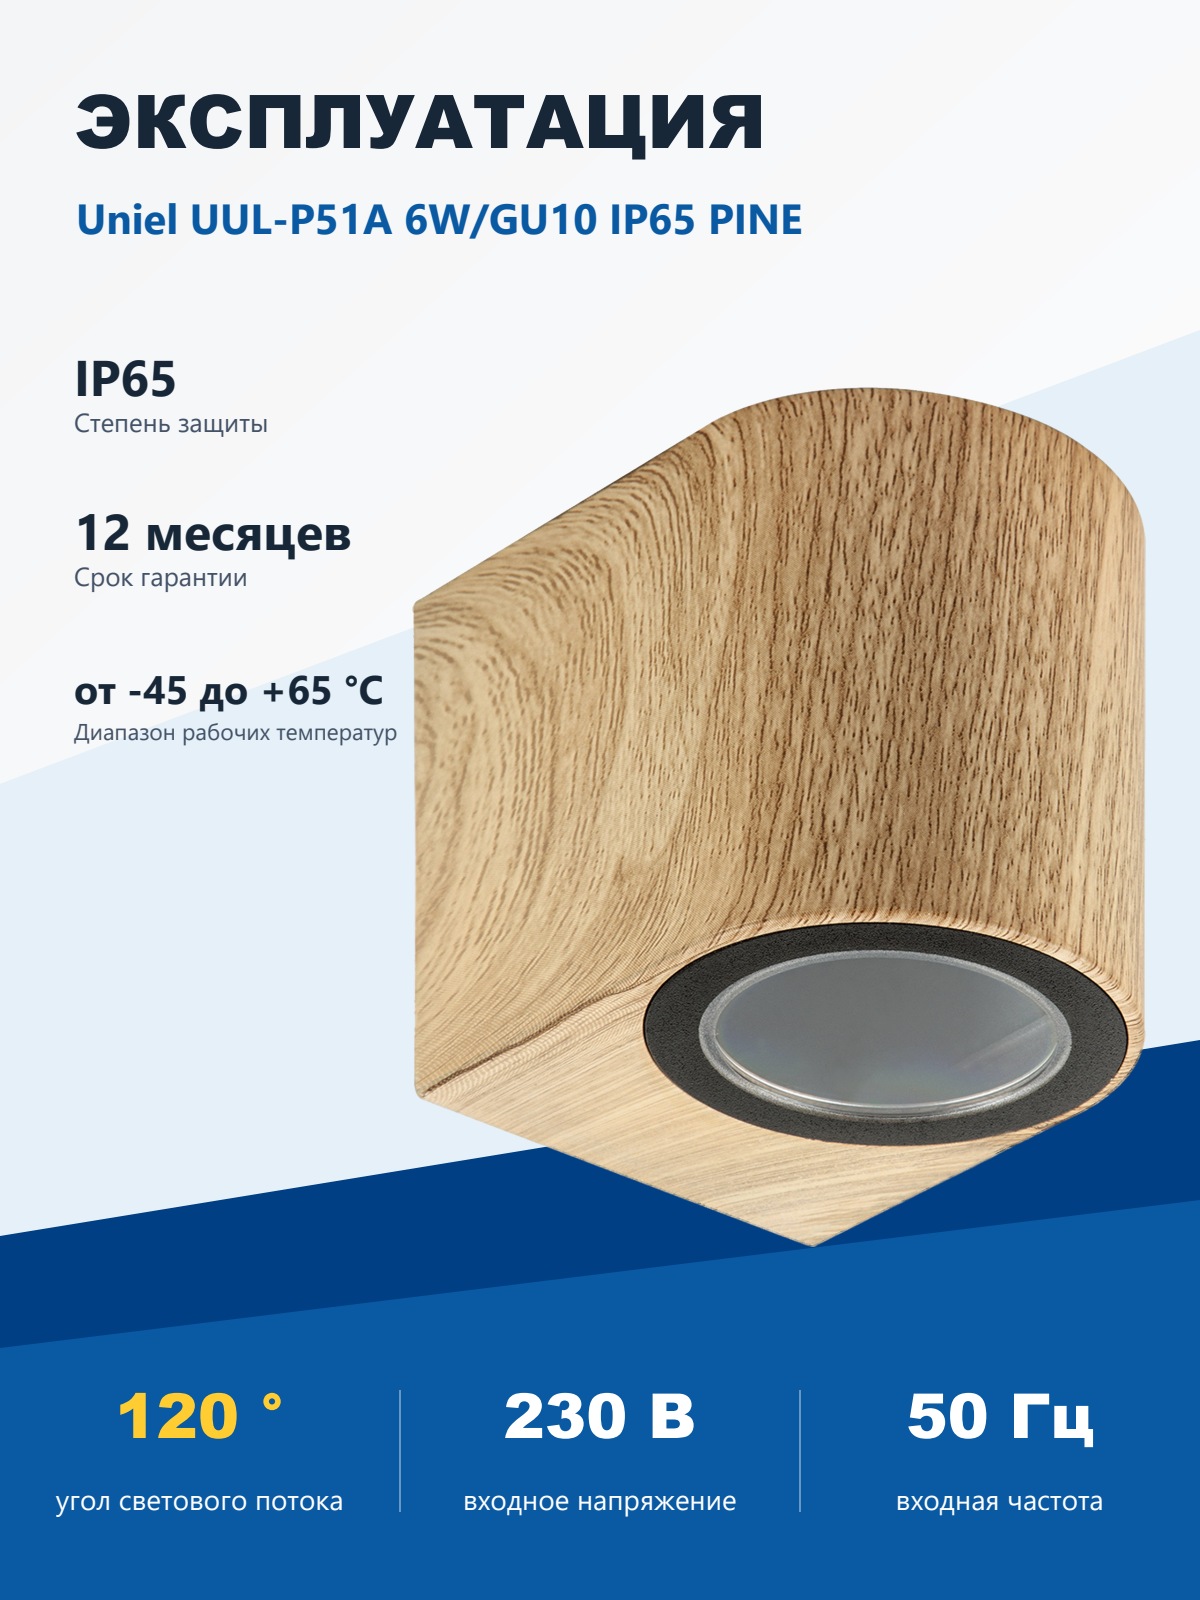 ЭКСПЛУАТАЦИЯ
Uniel UUL-P51A 6W/GU10 IP65 PINE
IP65
Степень защиты
12 месяцев
Срок гарантии
от -45 до +65 °C
Диапазон рабочих температур
120 °
угол светового потока
230 В
входное напряжение
50 Гц
входная частота